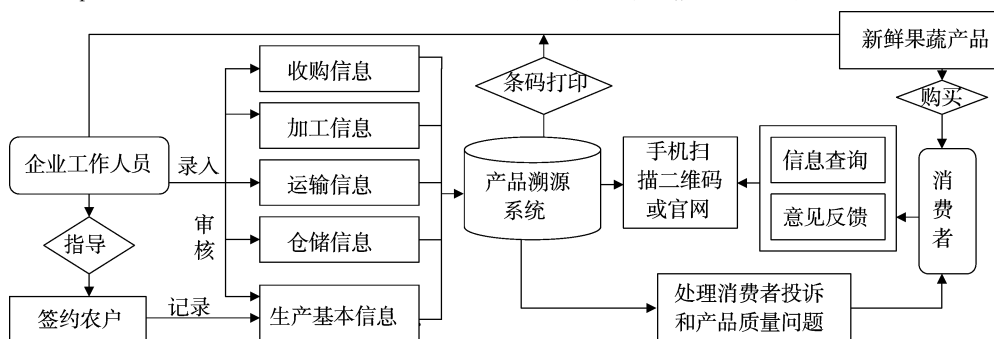 新鲜果蔬产品
收购信息
条码打印
购买
加工信息
企业工作人员
录入
运输信息
产品溯源
系统
手机扫
描二维码
或官网
信息查询
意见反馈
消
费
者
指导
审
核
仓储信息
签约农户
记录
生产基本信息
处理消费者投诉
和产品质量问题